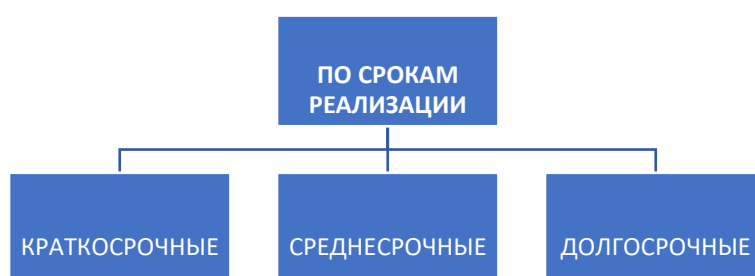 ПО СРОКАМ
РЕАЛИЗАЦИИ
КРАТКОСРОЧНЫЕ
СРЕДНЕСРОЧНЫЕ
ДОЛГОСРОЧНЫЕ